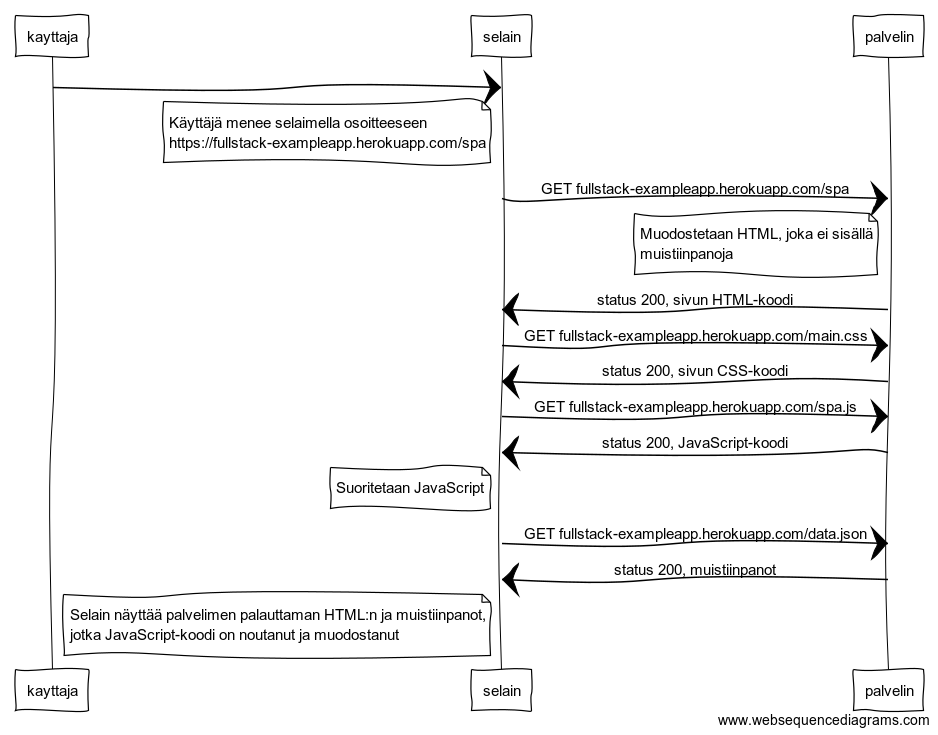 kayttaja
selain
palvelin
Käyttäjä menee selaimella osoitteeseen
https://fullstack-exampleapp.herokuapp.com/spa
GET fullstack-exampleapp.herokuapp.com/spa
Muodostetaan HTML, joka ei sisällä
muistiinpanoja
status 200, sivun HTML-koodi
GET fullstack-exampleapp.herokuapp.com/main.css
status 200, sivun CSS-koodi
GET fullstack-exampleapp.herokuapp.com/spa.js
status 200, JavaScript-koodi
Suoritetaan JavaScript
GET fullstack-exampleapp.herokuapp.com/data.json
status 200, muistiinpanot
Selain näyttää palvelimen palauttaman HTML:n ja muistiinpanot,
jotka JavaScript-koodi on noutanut ja muodostanut
kayttaja
selain
palvelin
www.websequencediagrams.com